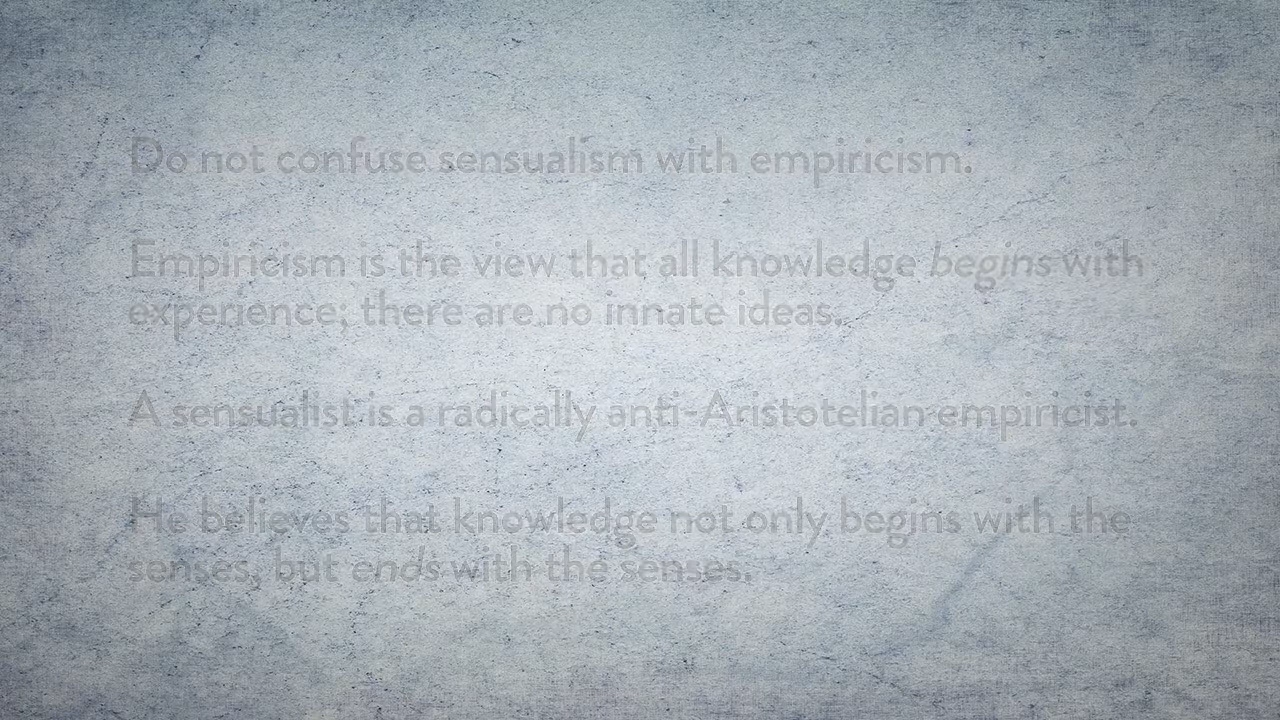 Do not confuse sensualism with empiricism.
Empiricism is the view that all knowledge begins with
experience; there are no innate ideas.
A sensualist is a radically anti-Aristotelian empiricist.
He believes that knowledge not only begins with the
senses, but ends with the senses.